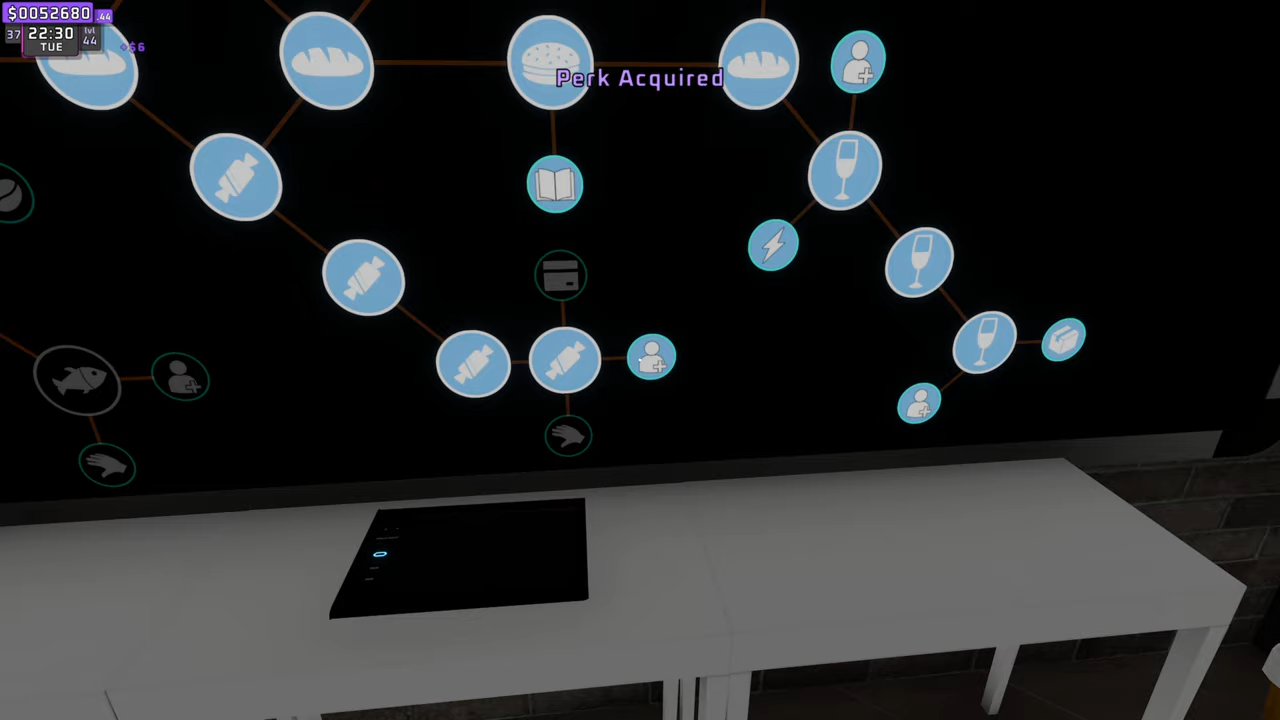 $0052680.44
37 22:30 lvl 44
TUE
+$6
Perk Acquired